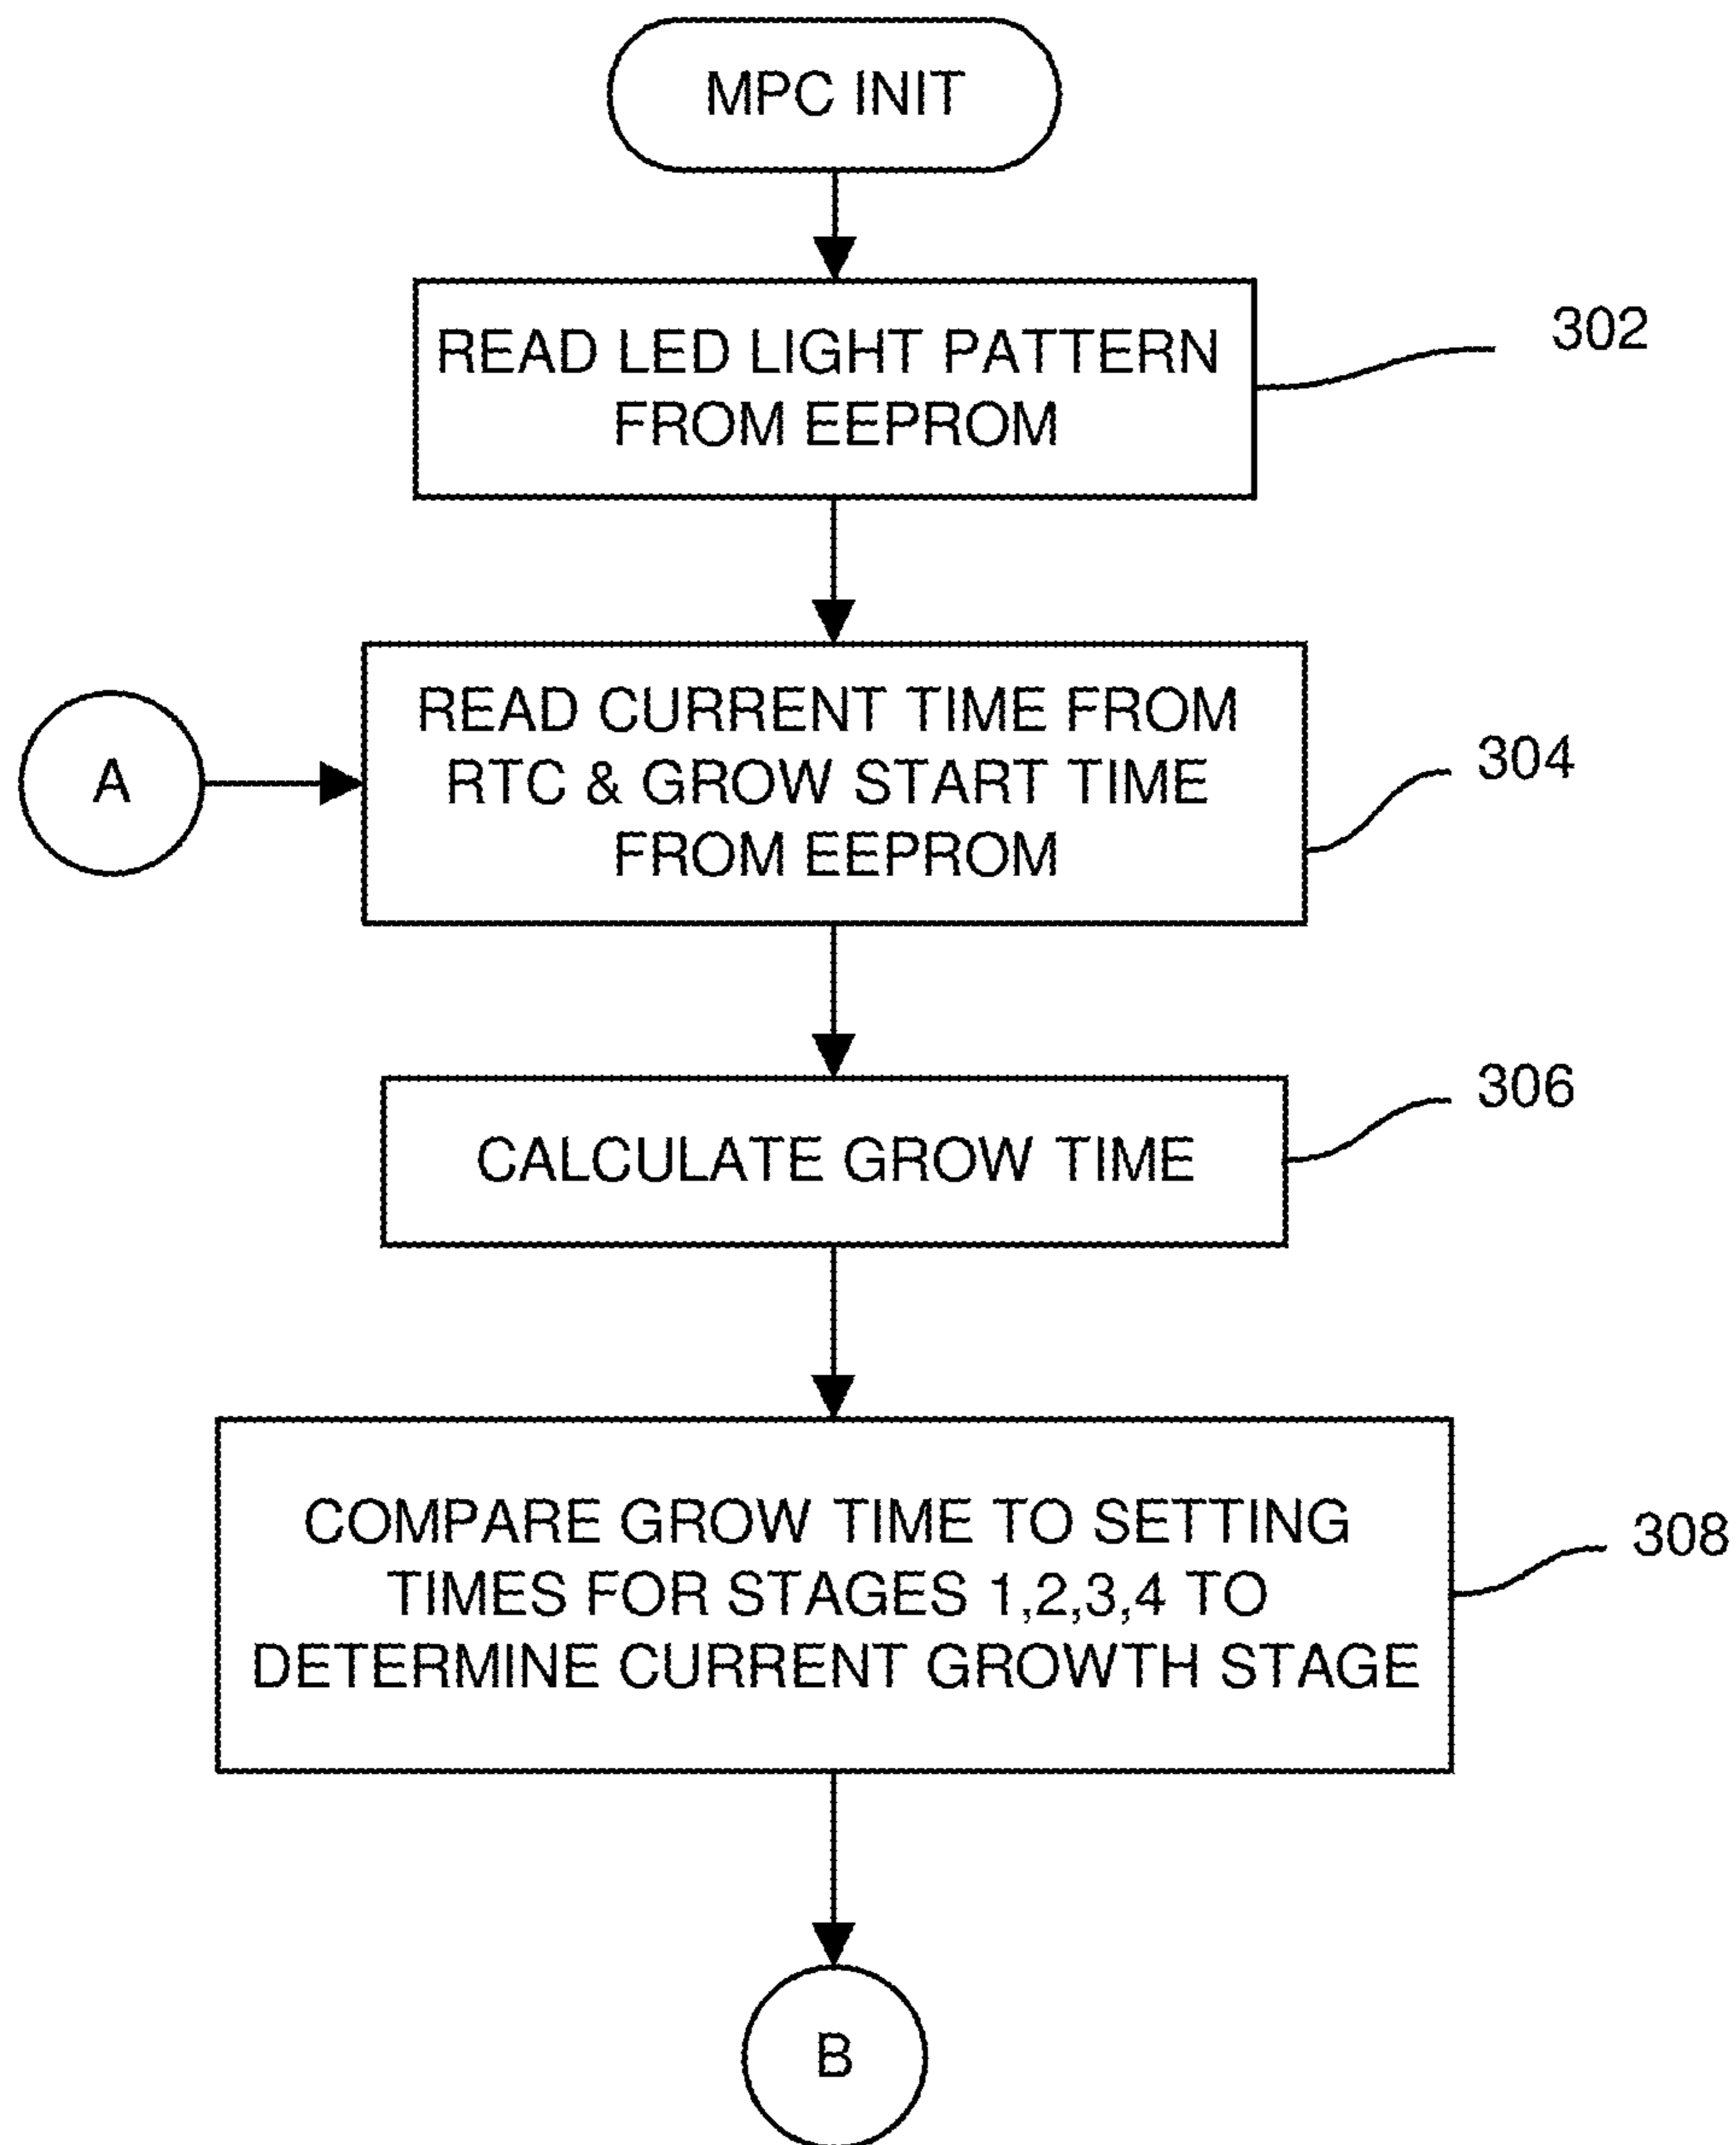 MPC INIT
READ LED LIGHT PATTERN
FROM EEPROM
302
READ CURRENT TIME FROM
RTC & GROW START TIME
FROM EEPROM
304
A
CALCULATE GROW TIME
306
COMPARE GROW TIME TO SETTING
TIMES FOR STAGES 1,2,3,4 TO
DETERMINE CURRENT GROWTH STAGE
308
B